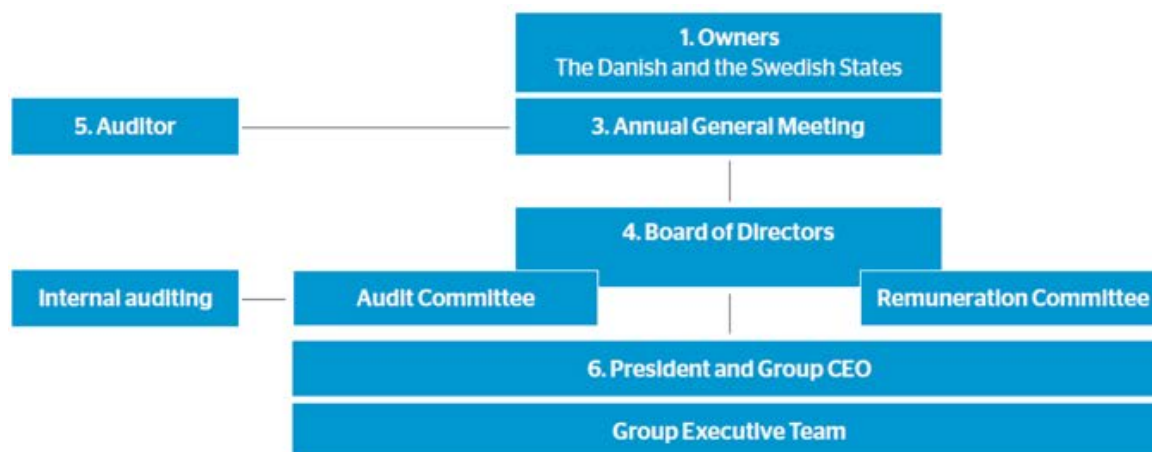 1. Owners
The Danish and the Swedish States
5. Auditor
3. Annual General Meeting
4. Board of Directors
Internal auditing
Audit Committee
Remuneration Committee
6. President and Group CEO
Group Executive Team